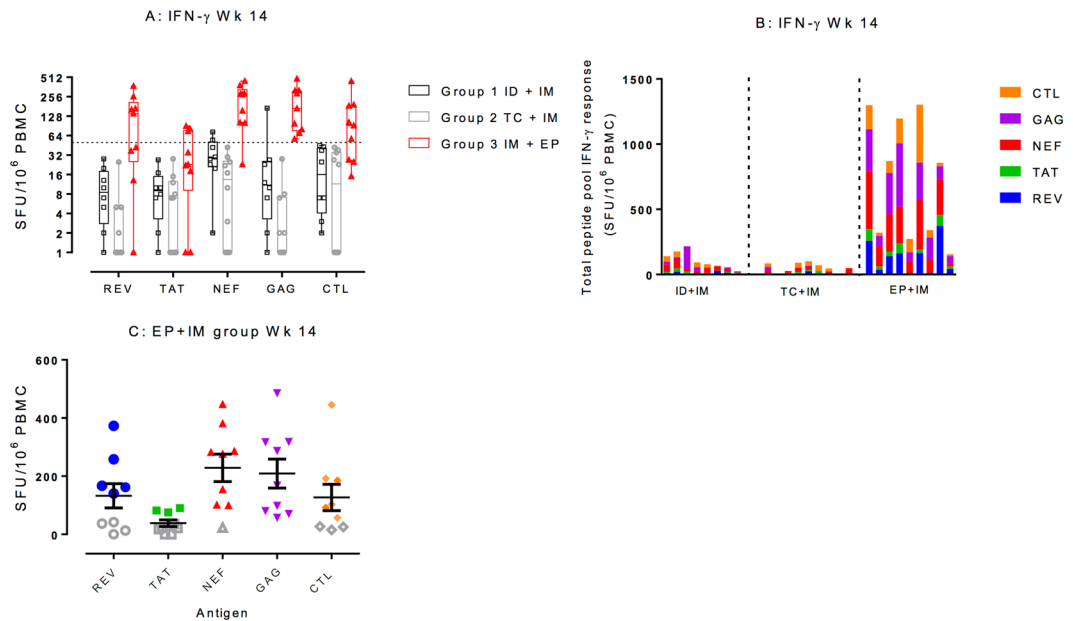 A: IFN-γ Wk 14
SFU/10⁶ PBMC
512
256
128
64
32
16
8
4
2
1
REV TAT NEF GAG CTL
Group 1 ID + IM
Group 2 TC + IM
Group 3 IM + EP
B: IFN-γ Wk 14
Total peptide pool IFN-γ response
(SFU/10⁶ PBMC)
1500
1000
500
0
ID+IM TC+IM EP+IM
CTL
GAG
NEF
TAT
REV
C: EP+IM group Wk 14
SFU/10⁶ PBMC
600
400
200
0
REV TAT NEF GAG CTL
Antigen